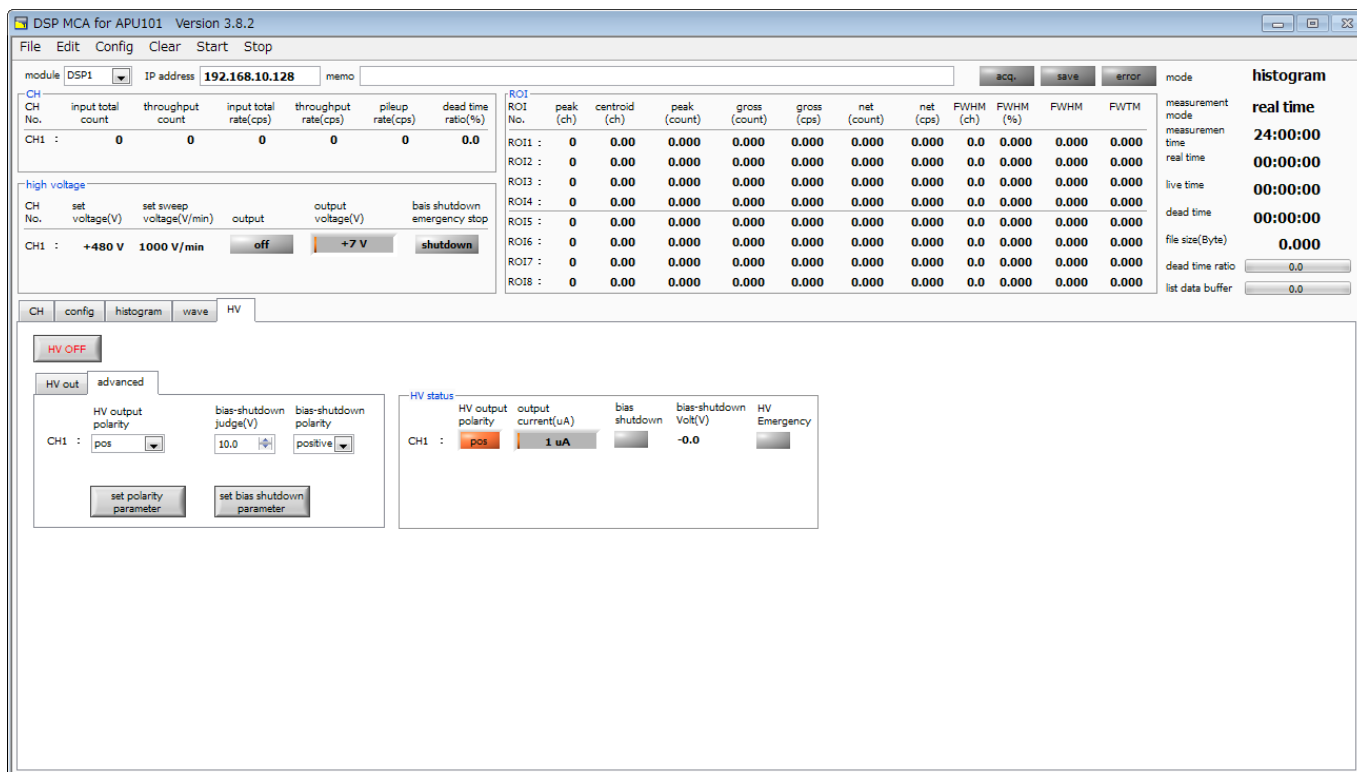 DSP MCA for APU101 Version 3.8.2
File Edit Config Clear Start Stop
module DSP1 IP address 192.168.10.128 memo acq. save error
mode histogram
measurement mode real time
measuremen time 24:00:00
real time 00:00:00
live time 00:00:00
dead time 00:00:00
file size(Byte) 0.000
dead time ratio 0.0
list data buffer 0.0
CH
CH No. input total count throughput count input total rate(cps) throughput rate(cps) pileup rate(cps) dead time ratio(%)
CH1 : 0 0 0 0 0 0.0
high voltage
CH No. set voltage(V) set sweep voltage(V/min) output output voltage(V) bais shutdown emergency stop
CH1 : +480 V 1000 V/min off +7 V shutdown
ROI
ROI No. peak (ch) centroid (ch) peak (count) gross (count) gross (cps) net (count) net (cps) FWHM (ch) FWHM (%) FWHM FWTM
ROI1 : 0 0.00 0.000 0.000 0.000 0.000 0.000 0.0 0.000 0.000 0.000
ROI2 : 0 0.00 0.000 0.000 0.000 0.000 0.000 0.0 0.000 0.000 0.000
ROI3 : 0 0.00 0.000 0.000 0.000 0.000 0.000 0.0 0.000 0.000 0.000
ROI4 : 0 0.00 0.000 0.000 0.000 0.000 0.000 0.0 0.000 0.000 0.000
ROI5 : 0 0.00 0.000 0.000 0.000 0.000 0.000 0.0 0.000 0.000 0.000
ROI6 : 0 0.00 0.000 0.000 0.000 0.000 0.000 0.0 0.000 0.000 0.000
ROI7 : 0 0.00 0.000 0.000 0.000 0.000 0.000 0.0 0.000 0.000 0.000
ROI8 : 0 0.00 0.000 0.000 0.000 0.000 0.000 0.0 0.000 0.000 0.000
CH config histogram wave HV
HV OFF
HV out advanced
HV output polarity bias-shutdown judge(V) bias-shutdown polarity
CH1 : pos 10.0 positive
set polarity parameter set bias shutdown parameter
HV status
HV output polarity output current(uA) bias shutdown bias-shutdown Volt(V) HV Emergency
CH1 : pos 1 uA -0.0